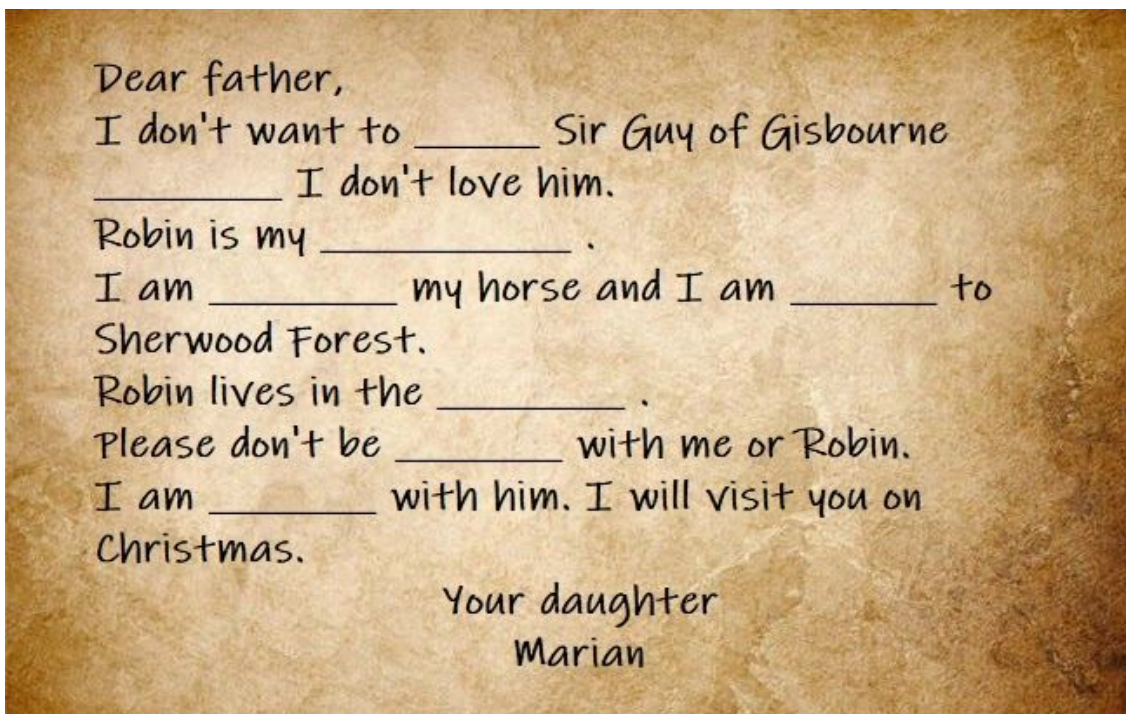 Dear father,
I don't want to ______ Sir Guy of Gisbourne
_________ I don't love him.
Robin is my ____________ .
I am _________ my horse and I am _______ to
Sherwood Forest.
Robin lives in the _________ .
Please don't be ________ with me or Robin.
I am ________ with him. I will visit you on
Christmas.
Your daughter
Marian